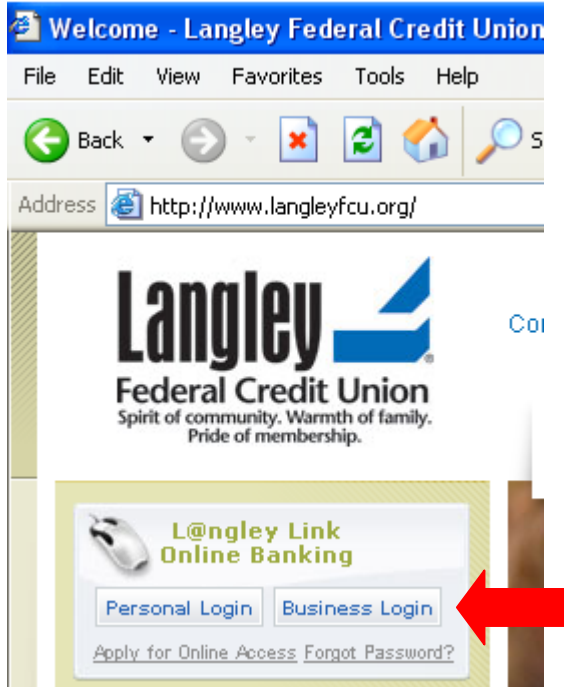 Welcome - Langley Federal Credit Union
File Edit View Favorites Tools Help
Back S
Address http://www.langleyfcu.org/
Langley
Federal Credit Union
Spirit of community. Warmth of family.
Pride of membership.
Cor
L@ngley Link
Online Banking
Personal Login Business Login
Apply for Online Access Forgot Password?